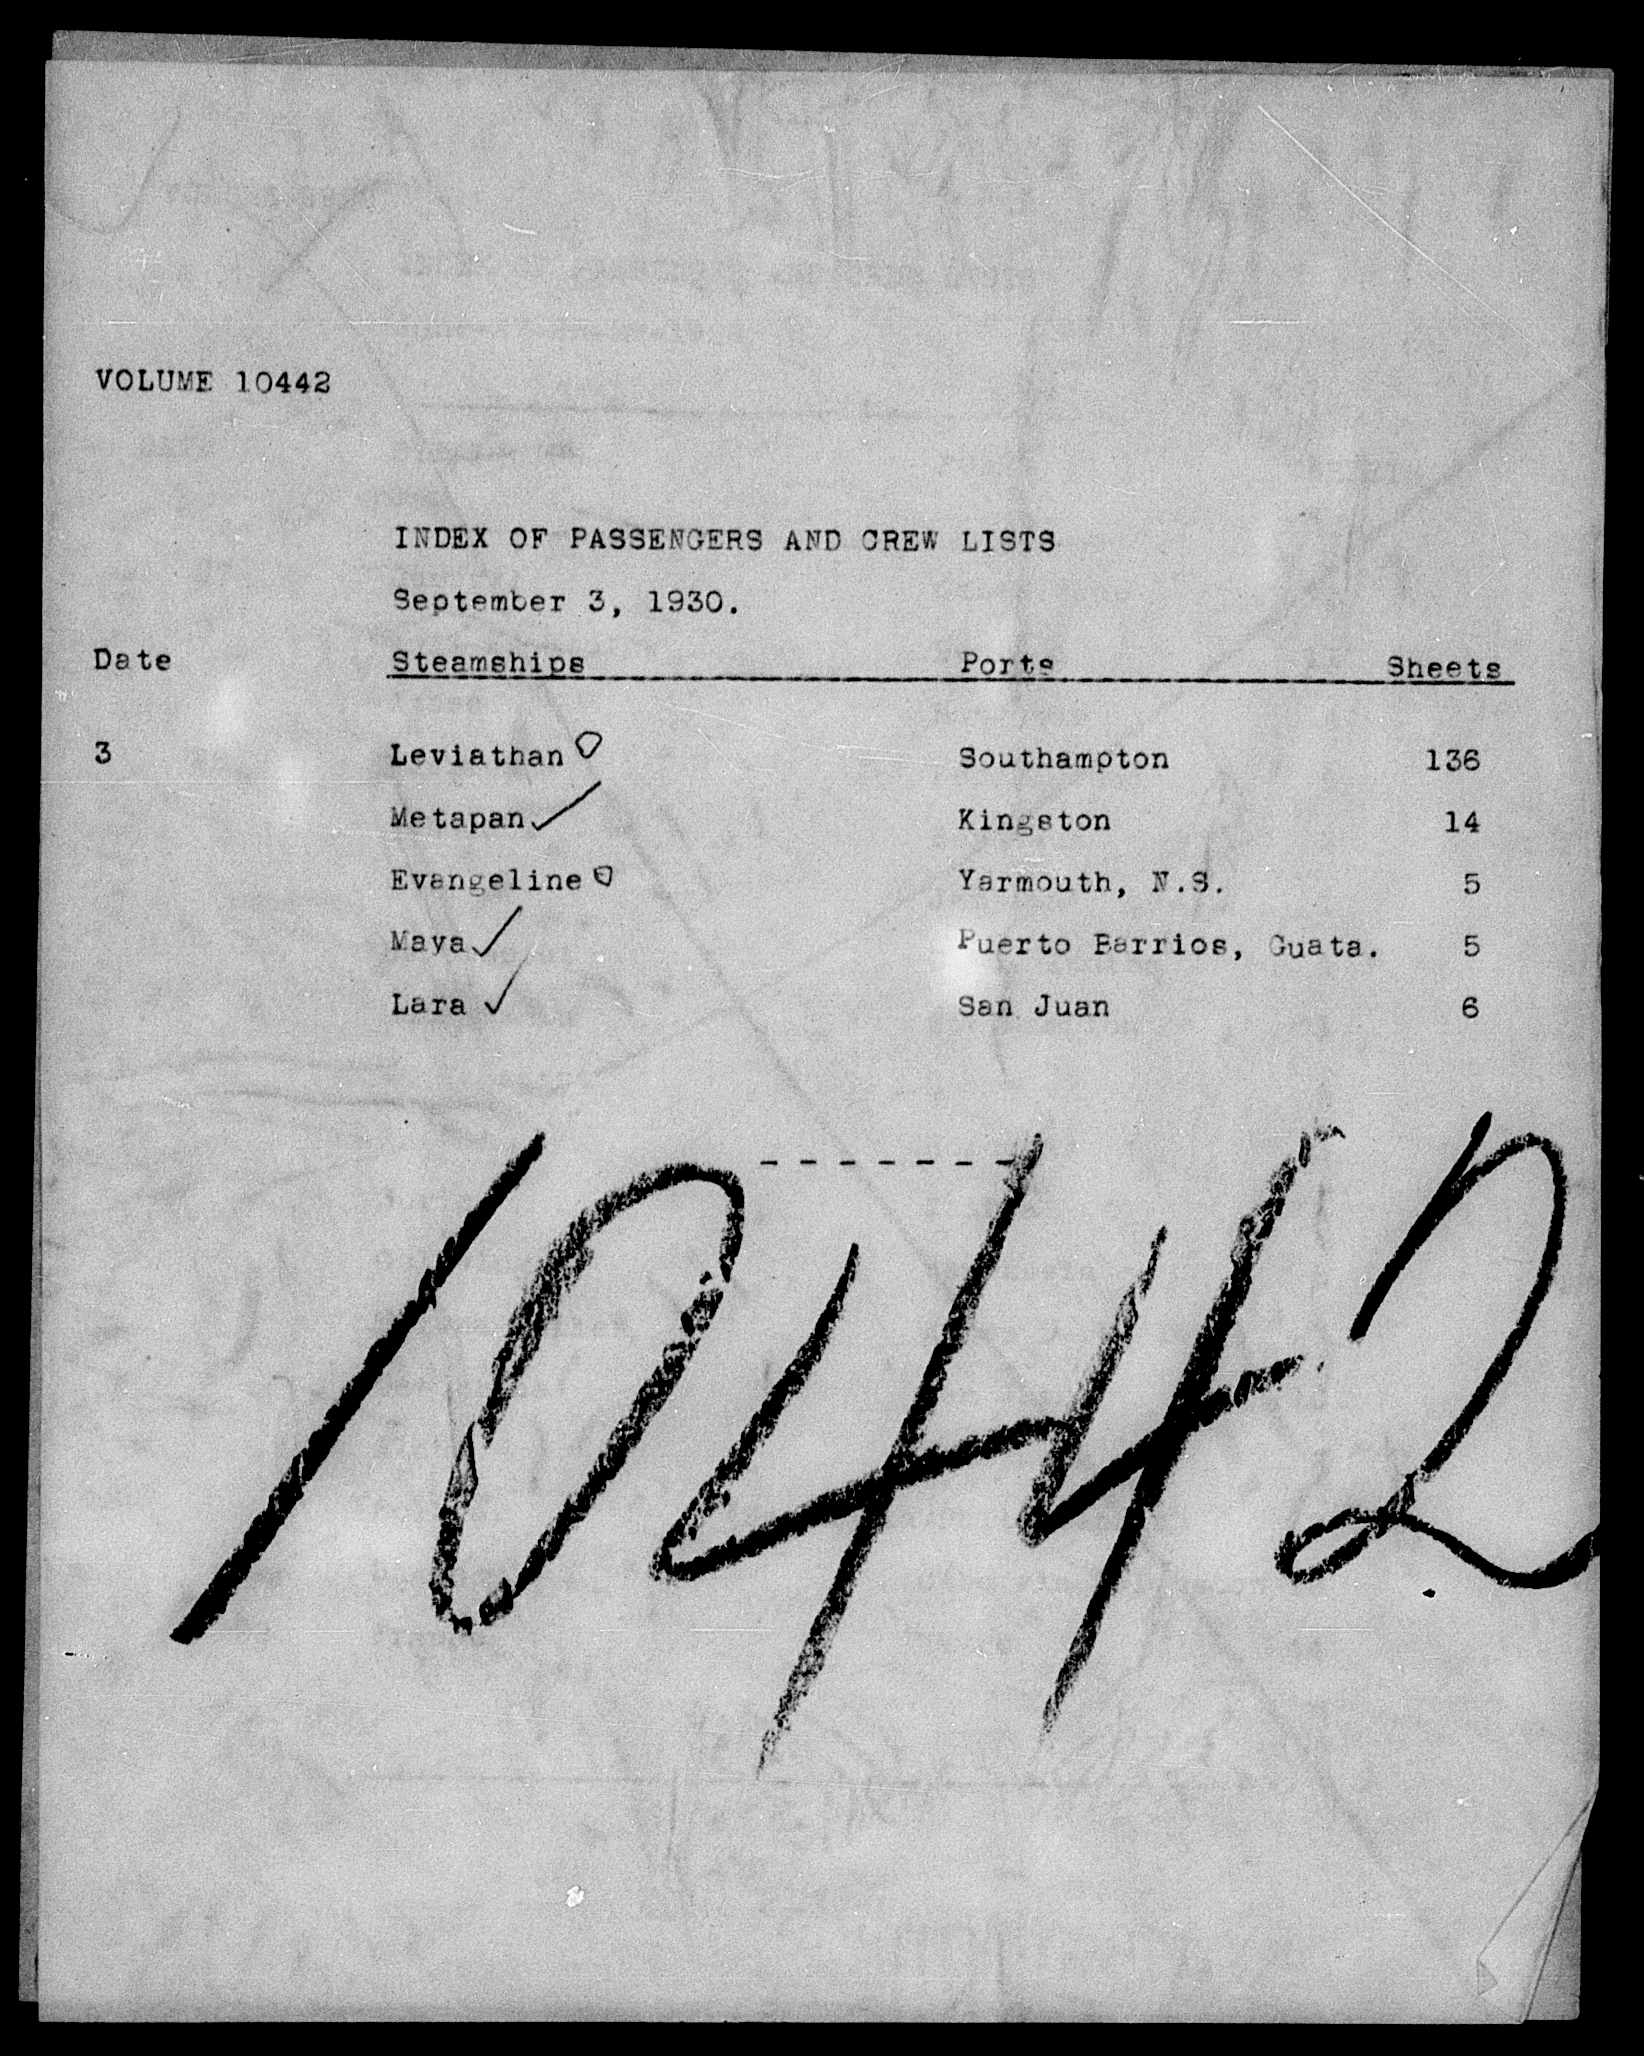 VOLUME 10442
INDEX OF PASSENGERS AND CREW LISTS
September 3, 1930.
Date Steamships Ports Sheets
3 Leviathan Southampton 136
Metapan Kingston 14
Evangeline Yarmouth, N.S. 5
Maya Puerto Barrios, Guata. 5
Lara San Juan 6
--------
10442